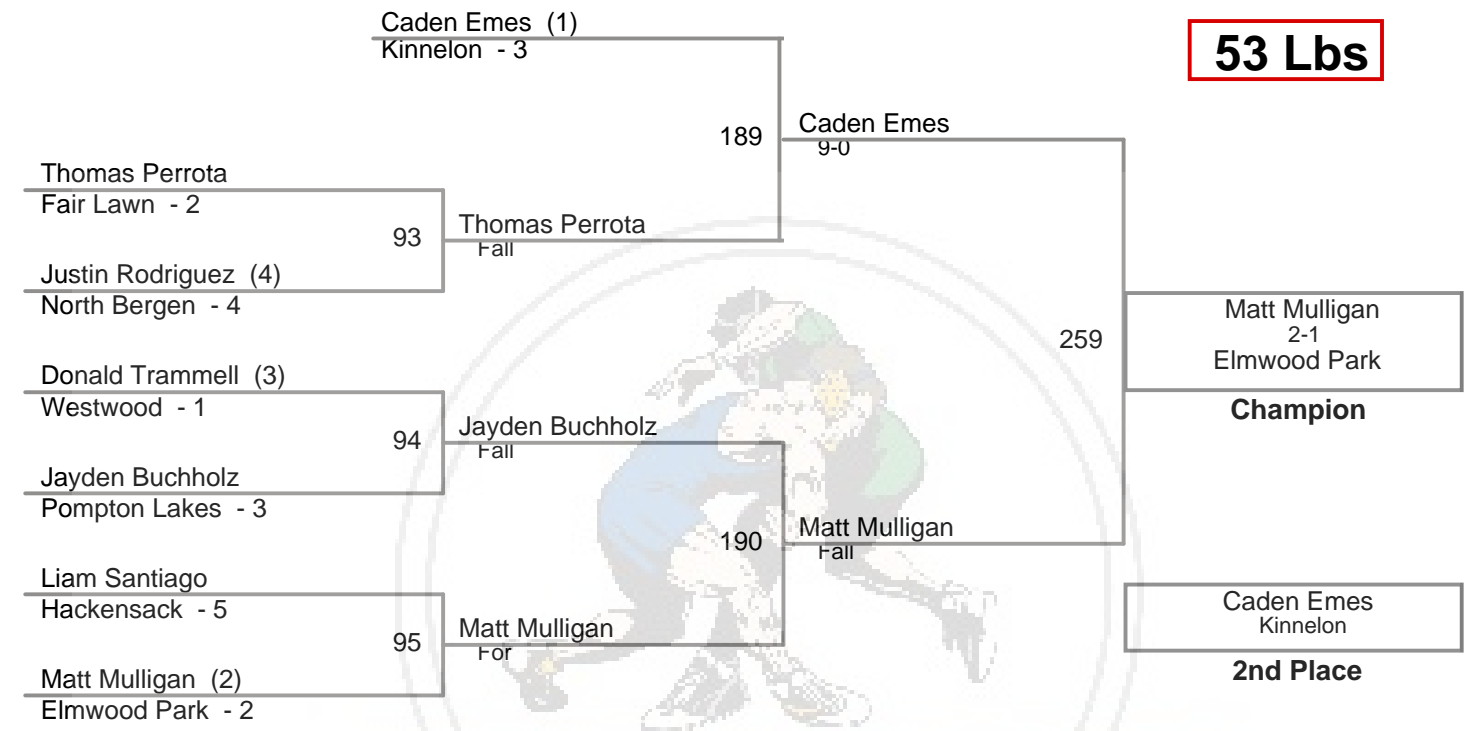 Caden Emes (1)
Kinnelon - 3
53 Lbs
189
Caden Emes
9-0
Thomas Perrota
Fair Lawn - 2
93
Thomas Perrota
Fall
Justin Rodriguez (4)
North Bergen - 4
259
Matt Mulligan
2-1
Elmwood Park
Champion
Donald Trammell (3)
Westwood - 1
94
Jayden Buchholz
Fall
Jayden Buchholz
Pompton Lakes - 3
190
Matt Mulligan
Fall
Liam Santiago
Hackensack - 5
95
Matt Mulligan
For
Matt Mulligan (2)
Elmwood Park - 2
Caden Emes
Kinnelon
2nd Place